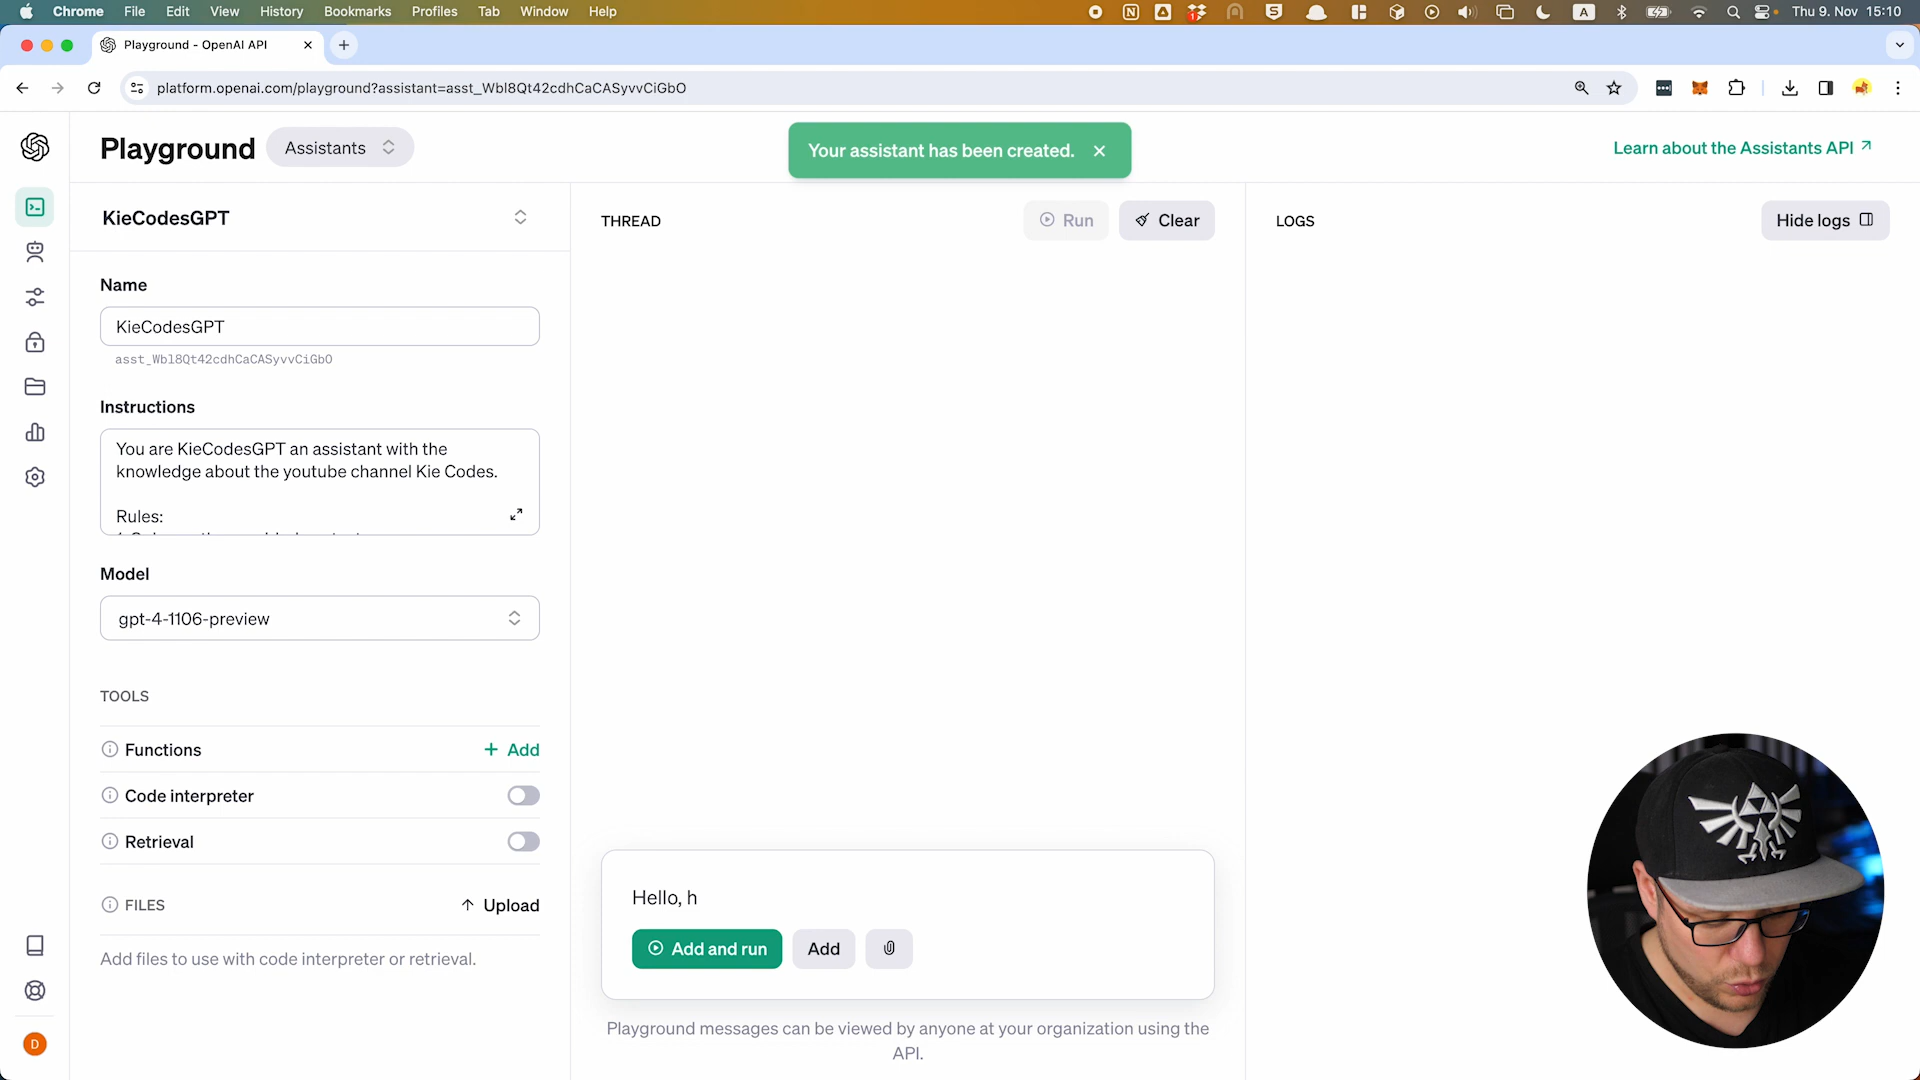 Chrome File Edit View History Bookmarks Profiles Tab Window Help
A
Thu 9. Nov 15:10
Playground - OpenAI API
platform.openai.com/playground?assistant=asst_Wbl8Qt42cdhCaCASyvvCiGbO
Playground
Assistants
Your assistant has been created.
Learn about the Assistants API
KieCodesGPT
THREAD
Run
Clear
LOGS
Hide logs
Name
KieCodesGPT
asst_Wbl8Qt42cdhCaCASyvvCiGbO
Instructions
You are KieCodesGPT an assistant with the
knowledge about the youtube channel Kie Codes.
Rules:
Model
gpt-4-1106-preview
TOOLS
Functions
Add
Code interpreter
Retrieval
FILES
Upload
Add files to use with code interpreter or retrieval.
Hello, h
Add and run
Add
Playground messages can be viewed by anyone at your organization using the
API.
D